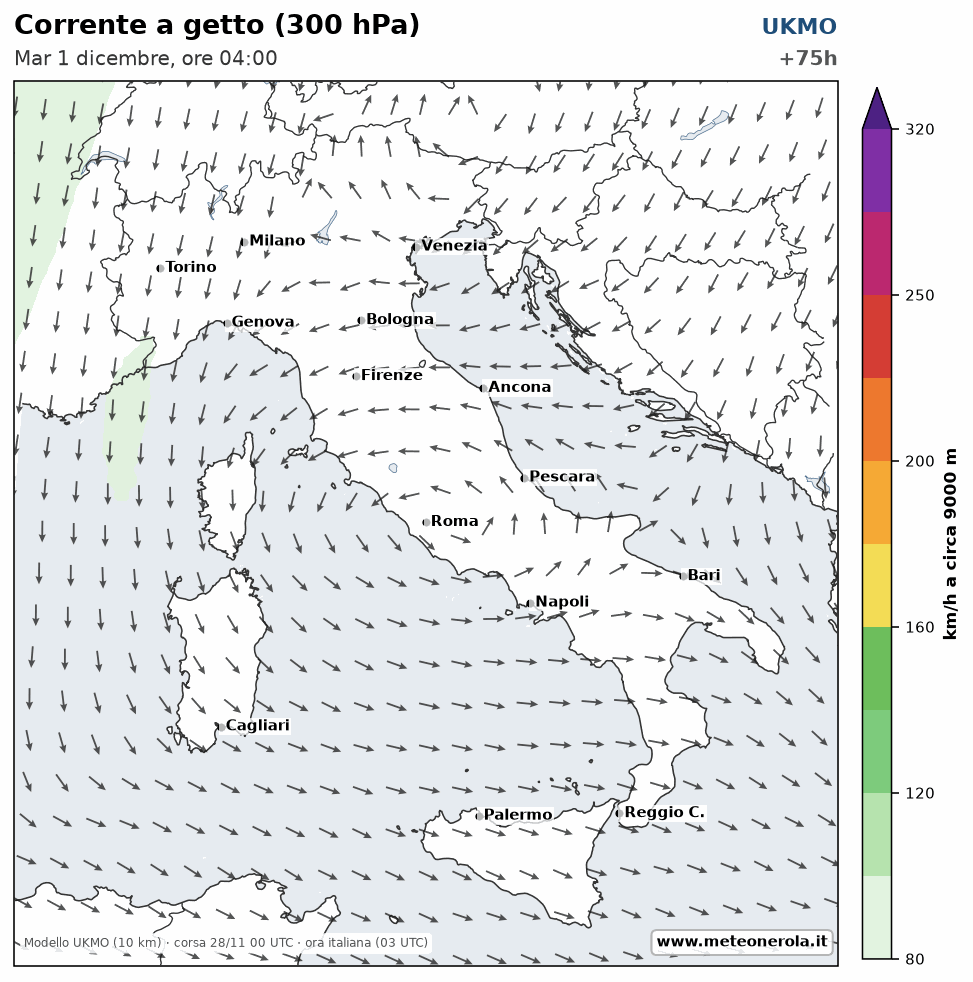 Corrente a getto (300 hPa)
UKMO
Mar 1 dicembre, ore 04:00
+75h
320
250
200
160
120
80
km/h a circa 9000 m
Milano
Venezia
Torino
Genova
Bologna
Firenze
Ancona
Pescara
Roma
Bari
Napoli
Cagliari
Palermo
Reggio C.
Modello UKMO (10 km) · corsa 28/11 00 UTC · ora italiana (03 UTC)
www.meteonerola.it